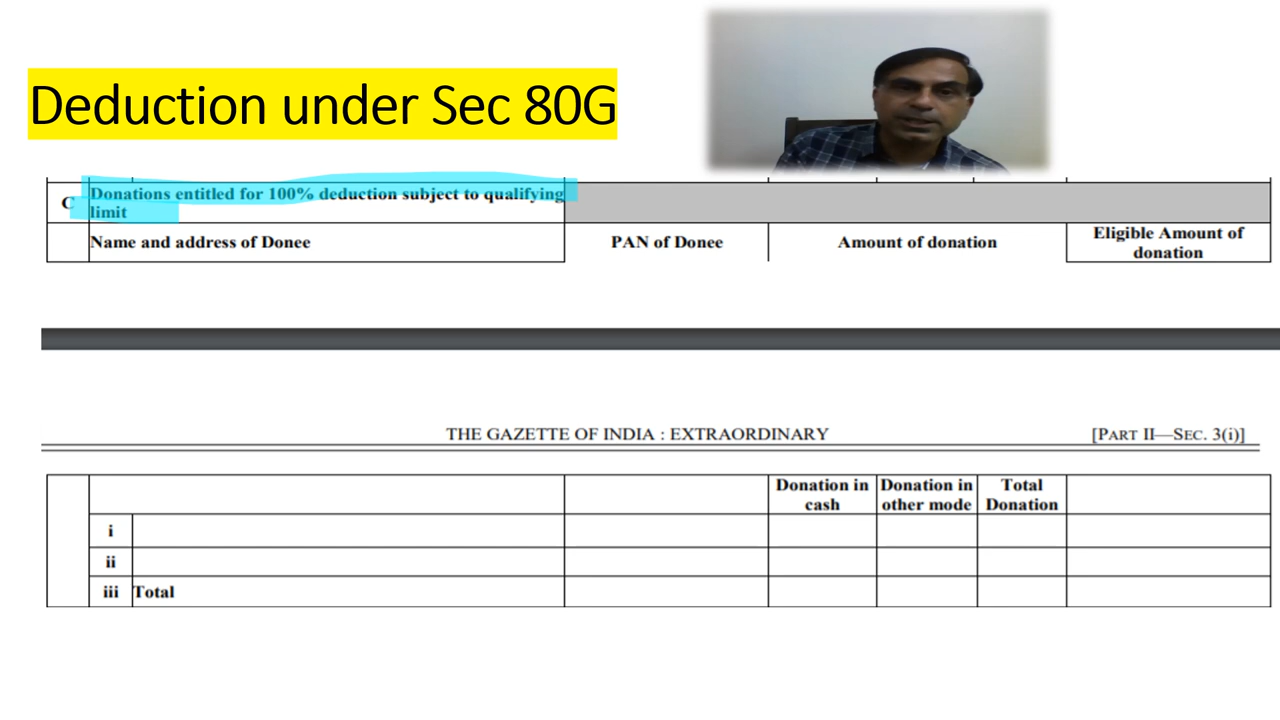 Deduction under Sec 80G
C
Donations entitled for 100% deduction subject to qualifying
limit
Name and address of Donee
PAN of Donee
Amount of donation
Eligible Amount of
donation
THE GAZETTE OF INDIA : EXTRAORDINARY
[PART II—SEC. 3(i)]
Donation in
cash
Donation in
other mode
Total
Donation
i
ii
iii Total